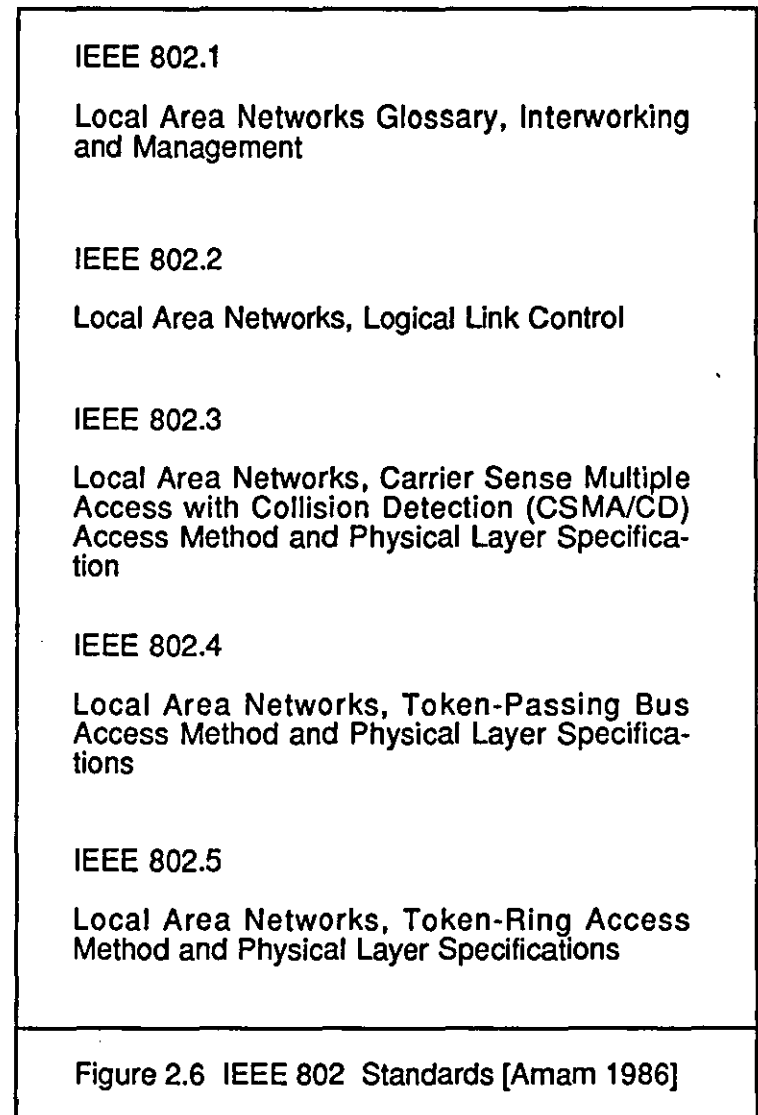 IEEE 802.1
Local Area Networks Glossary, Interworking
and Management
IEEE 802.2
Local Area Networks, Logical Link Control
IEEE 802.3
Local Area Networks, Carrier Sense Multiple
Access with Collision Detection (CSMA/CD)
Access Method and Physical Layer Specifica-
tion
IEEE 802.4
Local Area Networks, Token-Passing Bus
Access Method and Physical Layer Specifica-
tions
IEEE 802.5
Local Area Networks, Token-Ring Access
Method and Physical Layer Specifications
Figure 2.6 IEEE 802 Standards [Amam 1986]